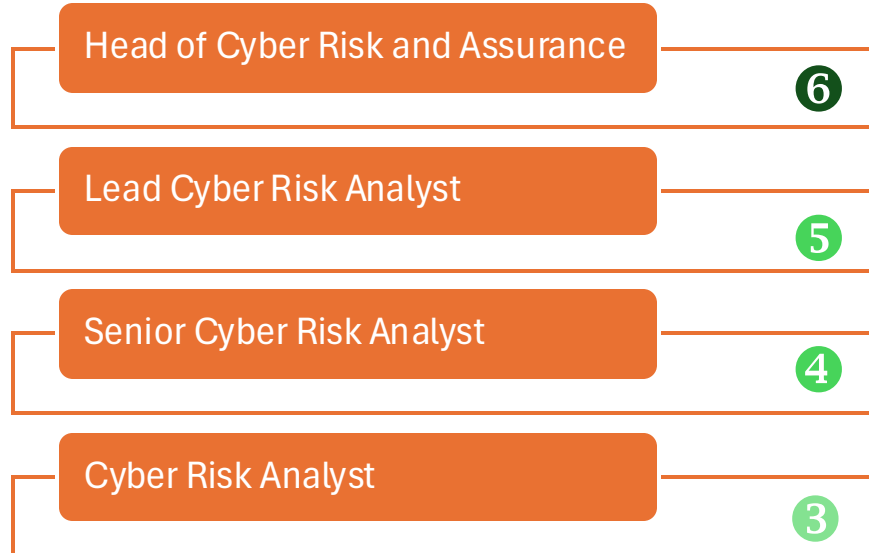 Head of Cyber Risk and Assurance
6
Lead Cyber Risk Analyst
5
Senior Cyber Risk Analyst
4
Cyber Risk Analyst
3